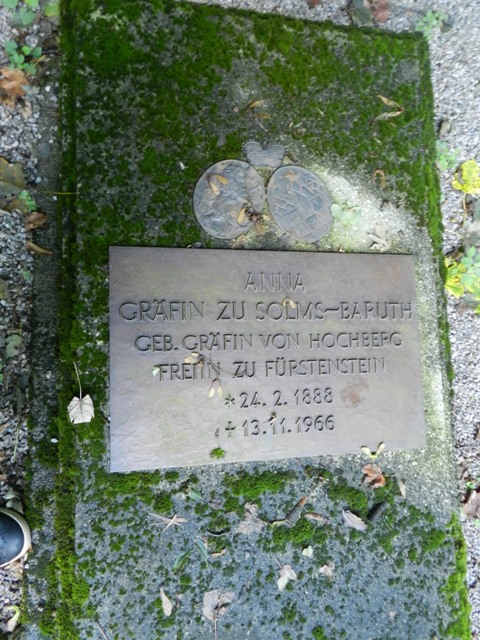 ANNA
GRÄFIN ZU SOLMS-BARUTH
GEB. GRÄFIN VON HOCHBERG
FREIIN ZU FÜRSTENSTEIN
* 24. 2. 1888
✝ 13.11.1966